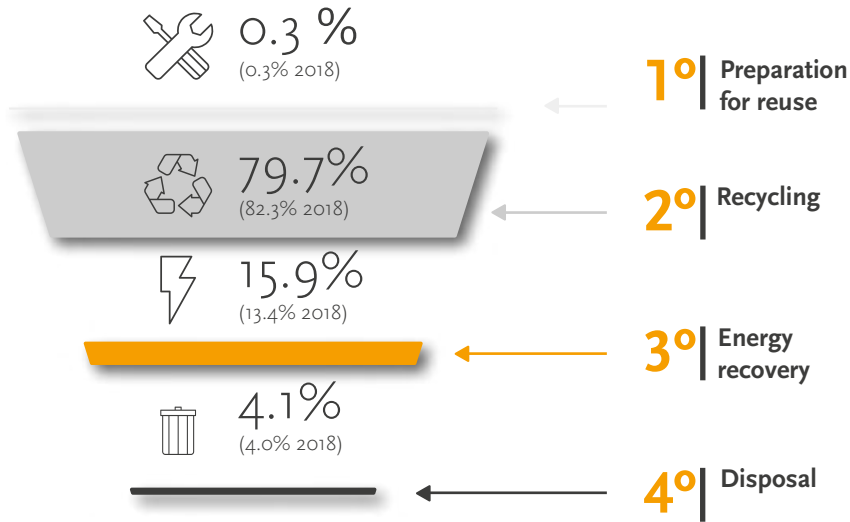 0.3 %
(0.3% 2018)
1º
Preparation
for reuse
79.7%
(82.3% 2018)
2º
Recycling
15.9%
(13.4% 2018)
3º
Energy
recovery
4.1%
(4.0% 2018)
4º
Disposal